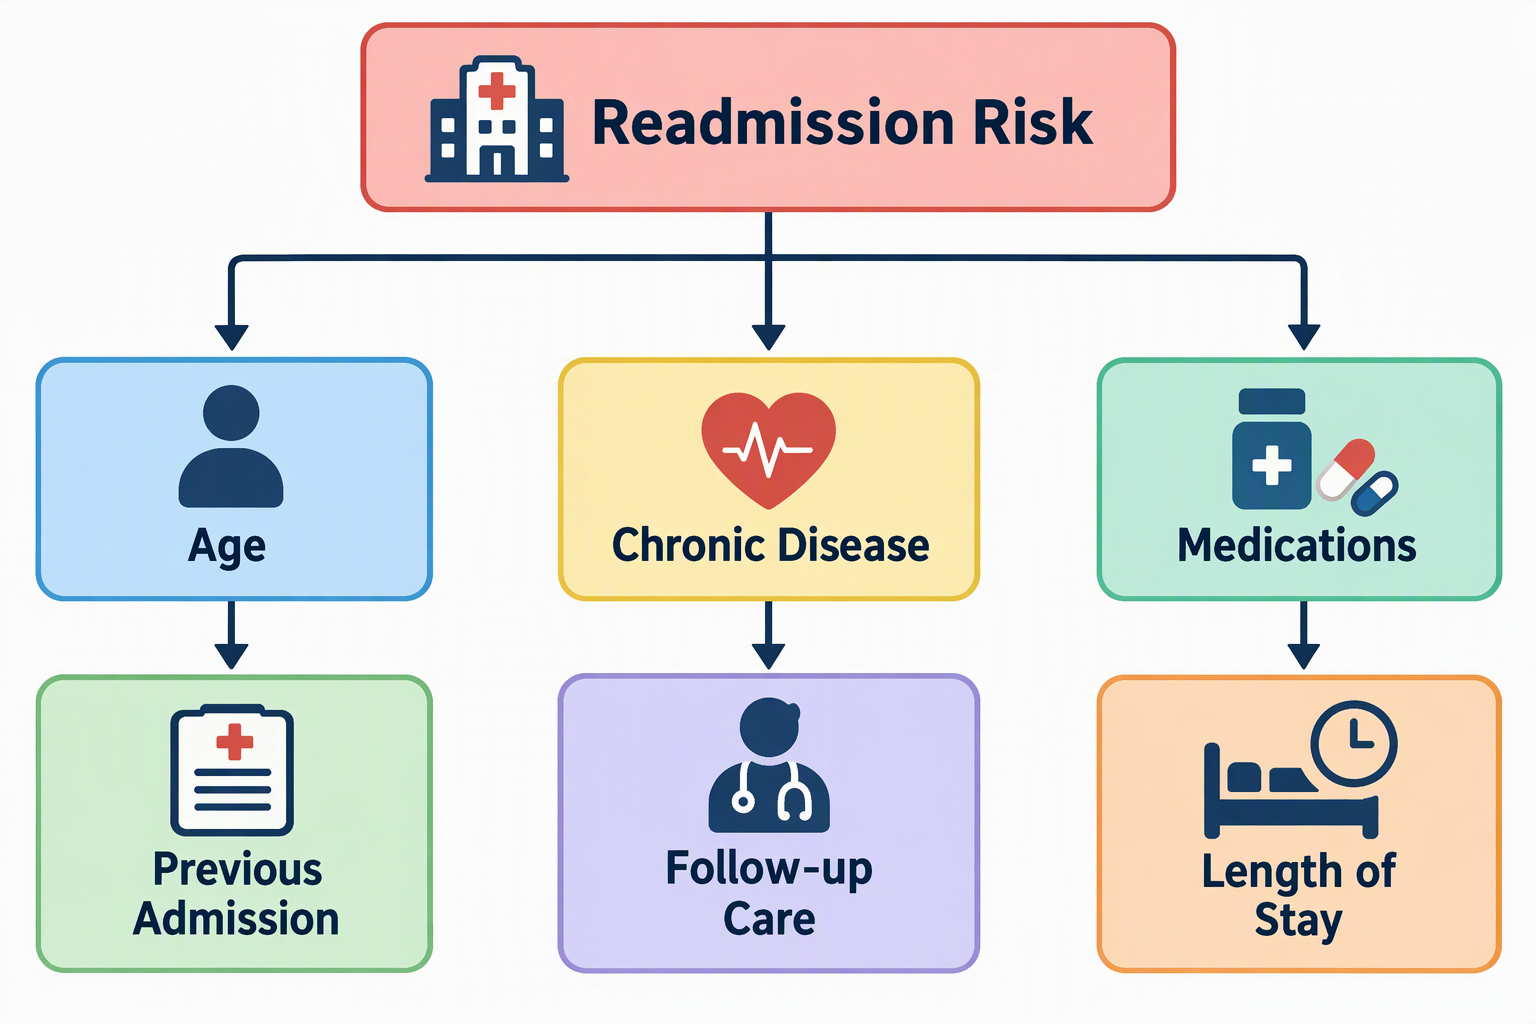 Readmission Risk
Age
Chronic Disease
Medications
Previous
Admission
Follow-up
Care
Length of
Stay